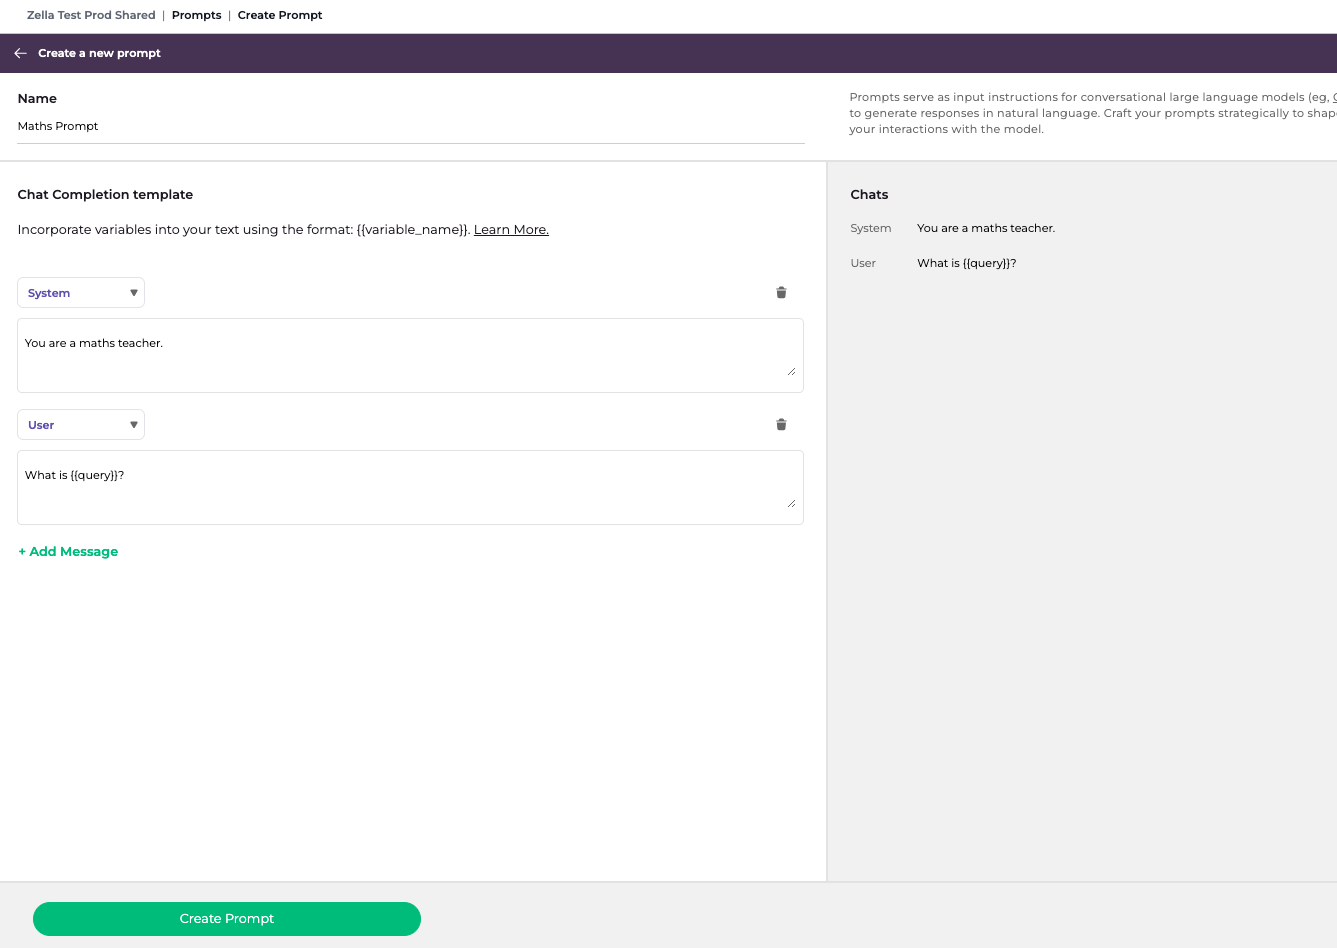 Zella Test Prod Shared | Prompts | Create Prompt
Create a new prompt
Name
Maths Prompt
Prompts serve as input instructions for conversational large language models (eg,
to generate responses in natural language. Craft your prompts strategically to shape
your interactions with the model.
Chat Completion template
Incorporate variables into your text using the format: {{variable_name}}. Learn More.
System
You are a maths teacher.
User
What is {{query}}?
+ Add Message
Chats
System You are a maths teacher.
User What is {{query}}?
Create Prompt